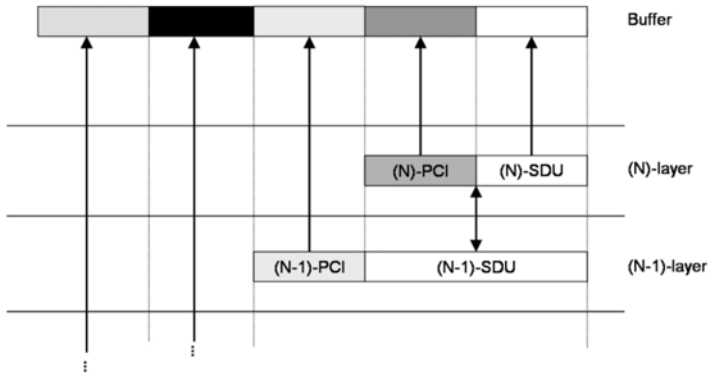 Buffer
(N)-PCI (N)-SDU (N)-layer
(N-1)-PCI (N-1)-SDU (N-1)-layer
... ...